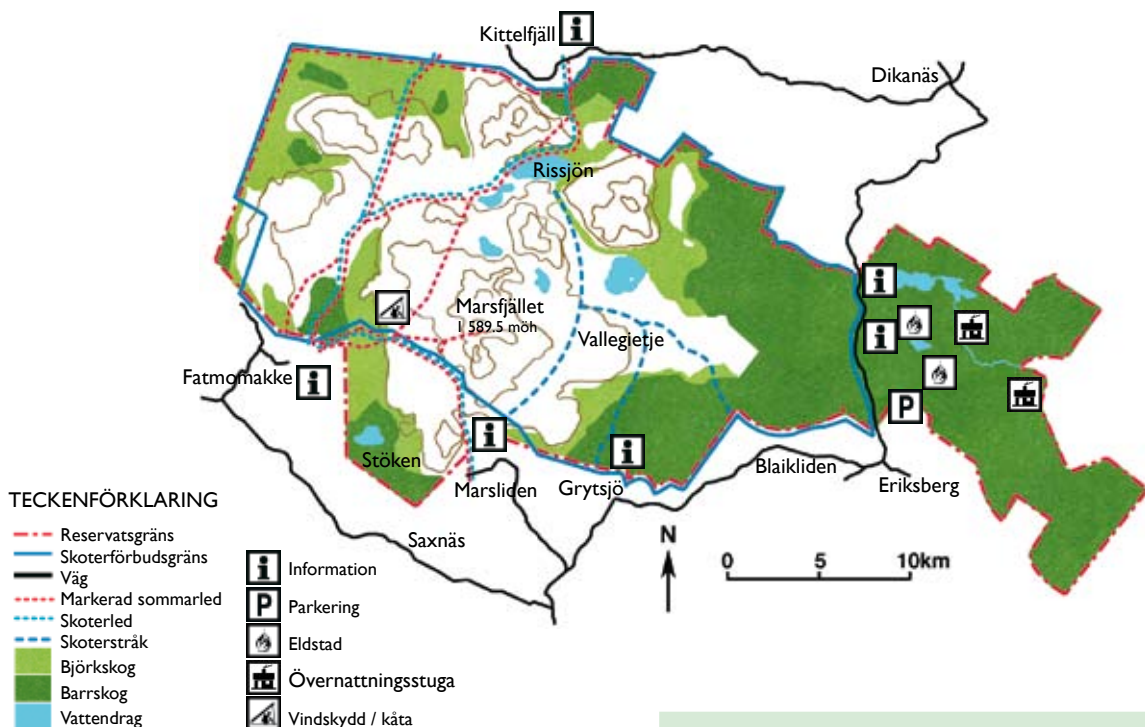 Kittelfjäll
Dikanäs
Rissjön
Marsfjället
1 589.5 möh
Vallegietje
Fatmomakke
P
Stöken
Marsliden
Grytsjö
Blaikliden
Eriksberg
Saxnäs
N
0 5 10km
TECKENFÖRKLARING
Reservatsgräns
Skoterförbudsgräns
Väg
Markerad sommarled
Skoterled
Skoterstråk
Björkskog
Barrskog
Vattendrag
i Information
P Parkering
Eldstad
Övernattningsstuga
Vindskydd / kåta